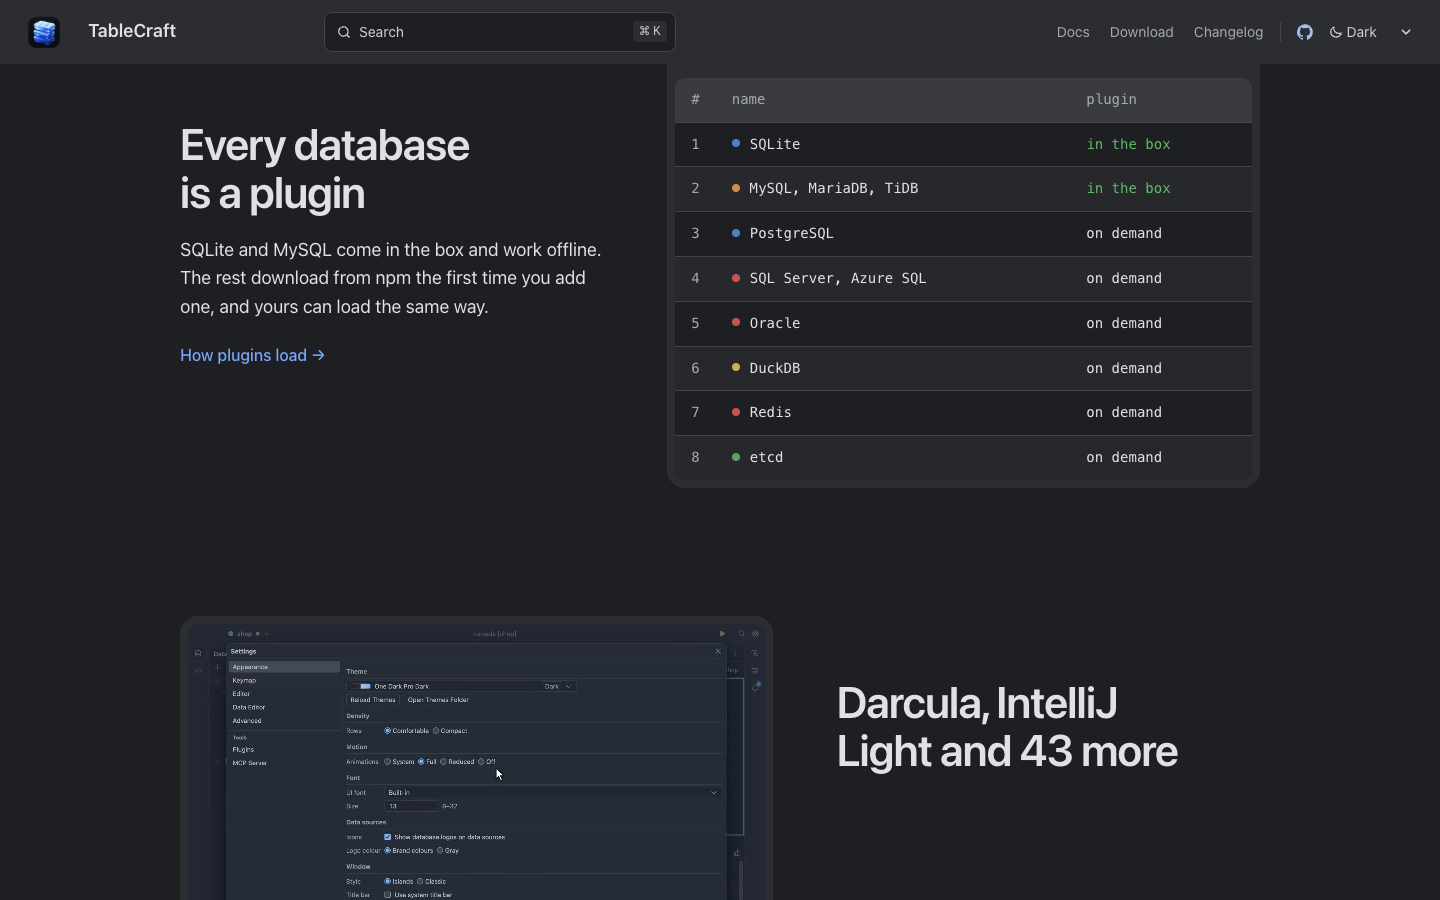 TableCraft
Search
⌘ K
Docs
Download
Changelog
Dark
Every database
is a plugin
SQLite and MySQL come in the box and work offline.
The rest download from npm the first time you add
one, and yours can load the same way.
How plugins load →
# name plugin
1 SQLite in the box
2 MySQL, MariaDB, TiDB in the box
3 PostgreSQL on demand
4 SQL Server, Azure SQL on demand
5 Oracle on demand
6 DuckDB on demand
7 Redis on demand
8 etcd on demand
shop
console [shop]
Settings
Appearance
Keymap
Editor
Data Editor
Advanced
Tools
Plugins
MCP Server
Theme
One Dark Pro Dark
Dark
Reload Themes
Open Themes Folder
Density
Rows Comfortable Compact
Motion
Animations System Full Reduced Off
Font
UI font Built-in
Size 13 8–32
Data sources
Icons Show database logos on data sources
Logo colour Brand colours Gray
Window
Style Islands Classic
Title bar Use system title bar
Darcula, IntelliJ
Light and 43 more